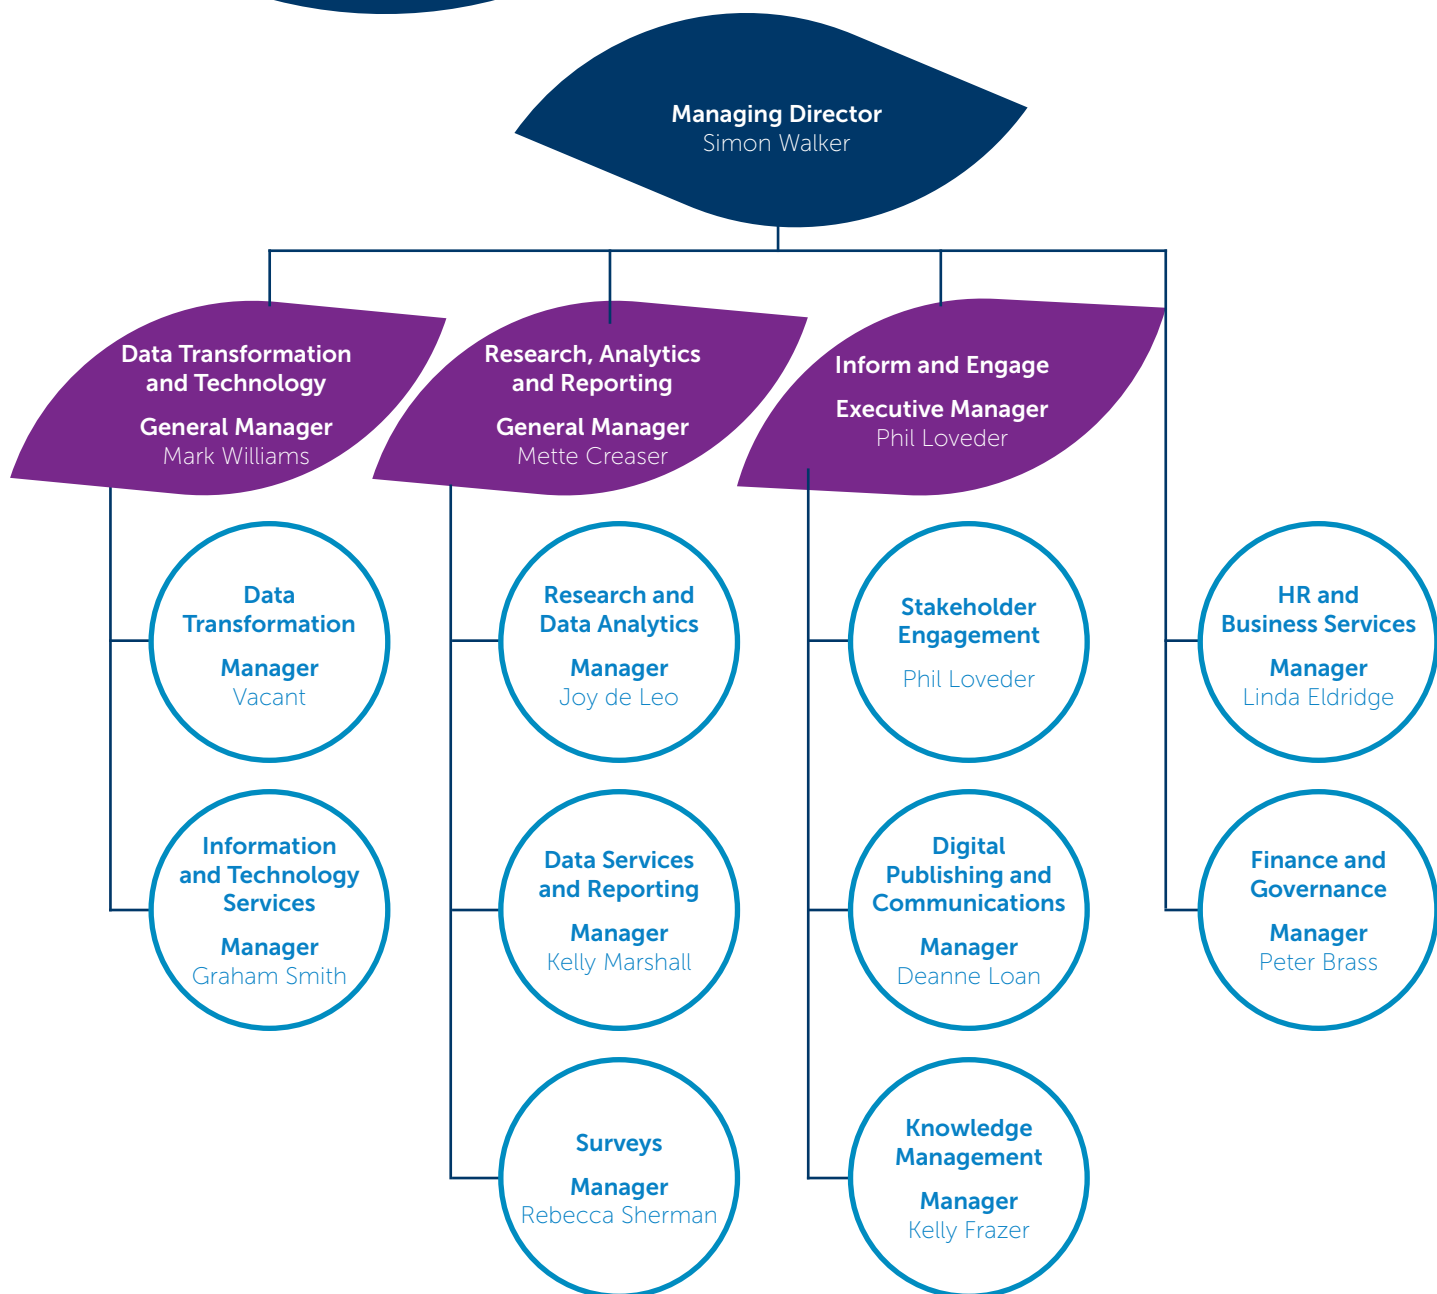 Managing Director
Simon Walker
Data Transformation
and Technology
General Manager
Mark Williams
Research, Analytics
and Reporting
General Manager
Mette Creaser
Inform and Engage
Executive Manager
Phil Loveder
Data
Transformation
Manager
Vacant
Research and
Data Analytics
Manager
Joy de Leo
Stakeholder
Engagement
Phil Loveder
HR and
Business Services
Manager
Linda Eldridge
Information
and Technology
Services
Manager
Graham Smith
Data Services
and Reporting
Manager
Kelly Marshall
Digital
Publishing and
Communications
Manager
Deanne Loan
Finance and
Governance
Manager
Peter Brass
Surveys
Manager
Rebecca Sherman
Knowledge
Management
Manager
Kelly Frazer